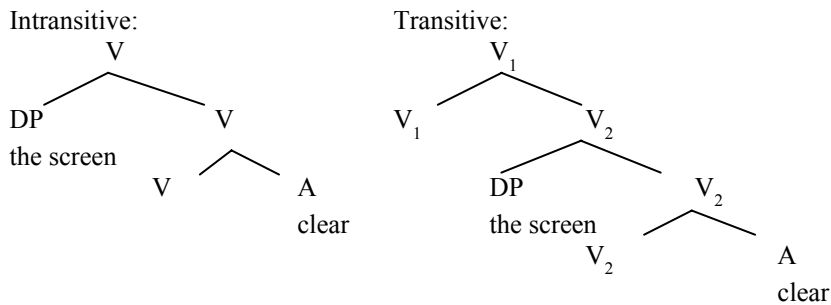 Intransitive: Transitive:
V V1
DP V V1 V2
the screen V A DP V2
clear the screen V2 A
clear